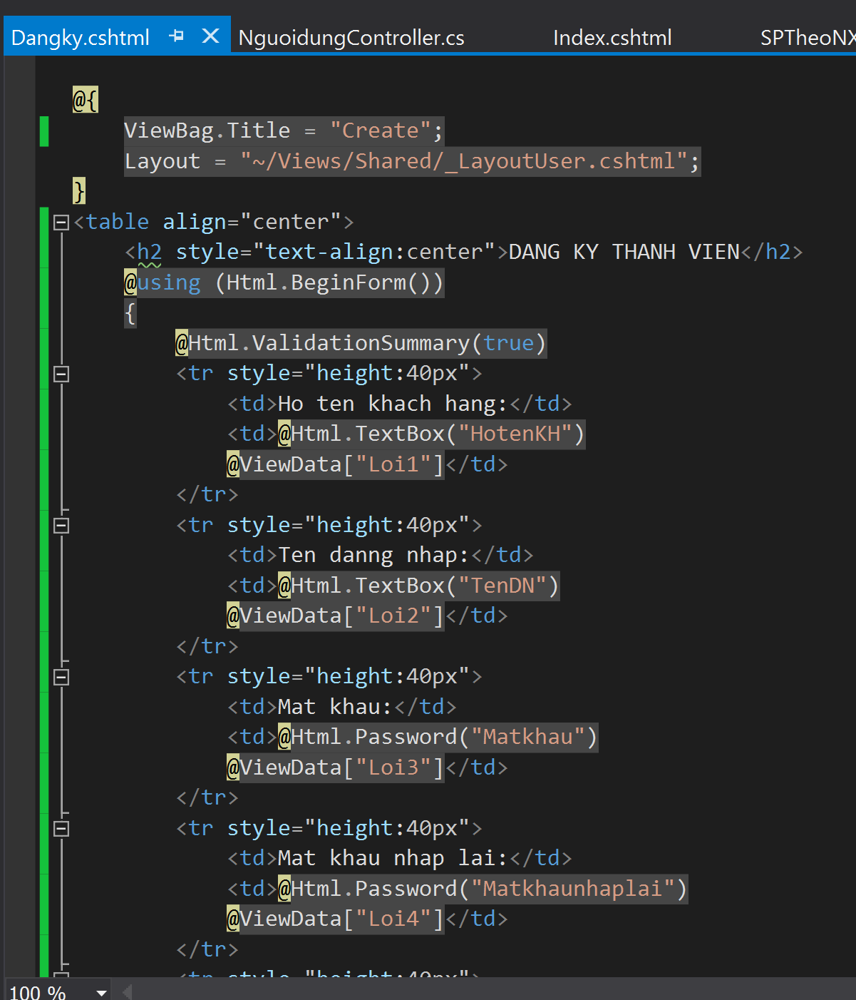 Dangky.cshtml NguoidungController.cs Index.cshtml SPTheoNX
@{
ViewBag.Title = "Create";
Layout = "~/Views/Shared/_LayoutUser.cshtml";
}
<table align="center">
<h2 style="text-align:center">DANG KY THANH VIEN</h2>
@using (Html.BeginForm())
{
@Html.ValidationSummary(true)
<tr style="height:40px">
<td>Ho ten khach hang:</td>
<td>@Html.TextBox("HotenKH")
@ViewData["Loi1"]</td>
</tr>
<tr style="height:40px">
<td>Ten danng nhap:</td>
<td>@Html.TextBox("TenDN")
@ViewData["Loi2"]</td>
</tr>
<tr style="height:40px">
<td>Mat khau:</td>
<td>@Html.Password("Matkhau")
@ViewData["Loi3"]</td>
</tr>
<tr style="height:40px">
<td>Mat khau nhap lai:</td>
<td>@Html.Password("Matkhaunhaplai")
@ViewData["Loi4"]</td>
</tr>
<tr style="height:40px">
100 %